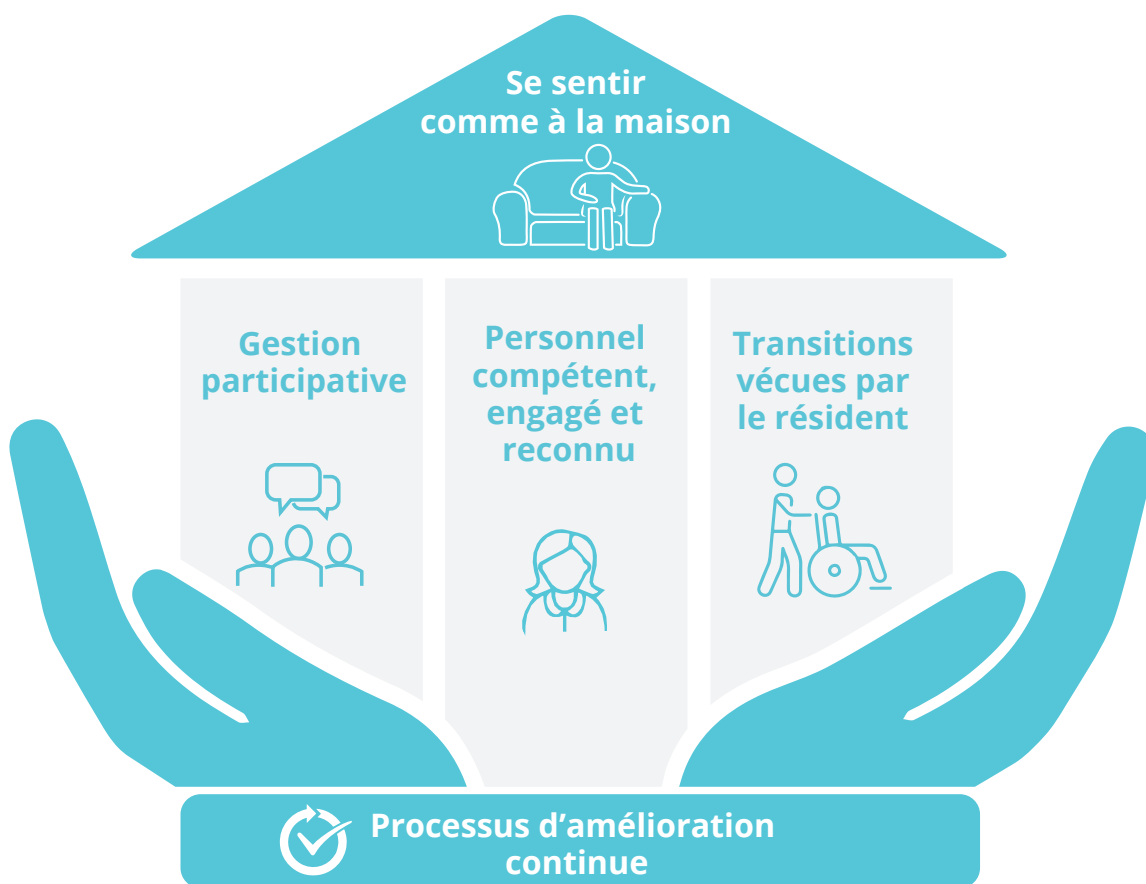 Se sentir
comme à la maison
Gestion
participative
Personnel
compétent,
engagé et
reconnu
Transitions
vécues par
le résident
Processus d’amélioration
continue